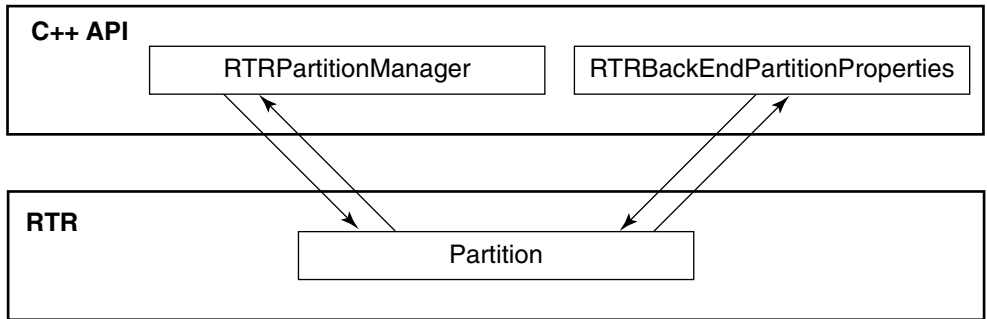 C++ API
RTRPartitionManager
RTRBackEndPartitionProperties
RTR
Partition